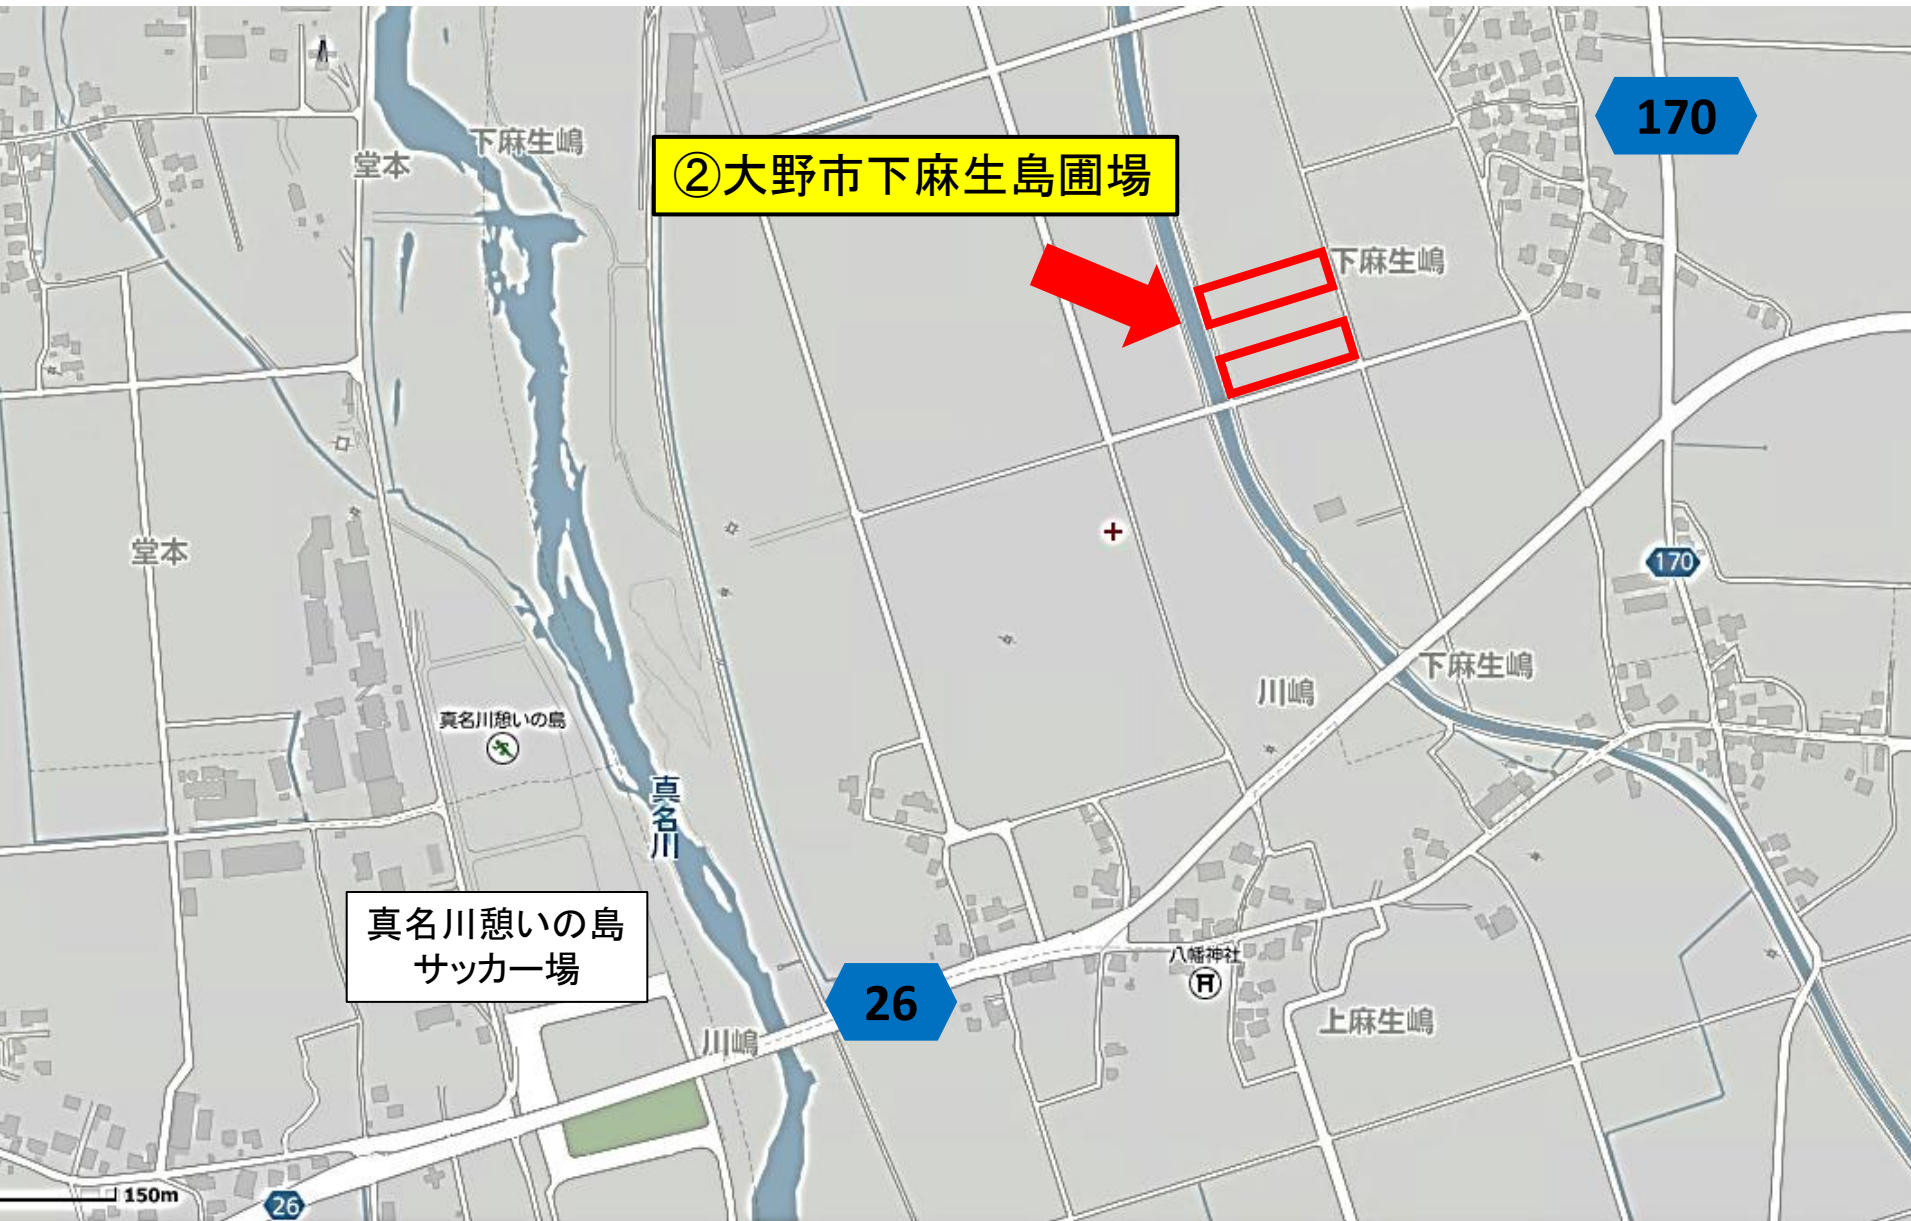 170
下麻生嶋
堂本
②大野市下麻生島圃場
下麻生嶋
堂本
170
下麻生嶋
川嶋
真名川憩いの島
真名川
真名川憩いの島
サッカー場
八幡神社
26
上麻生嶋
川嶋
150m
26